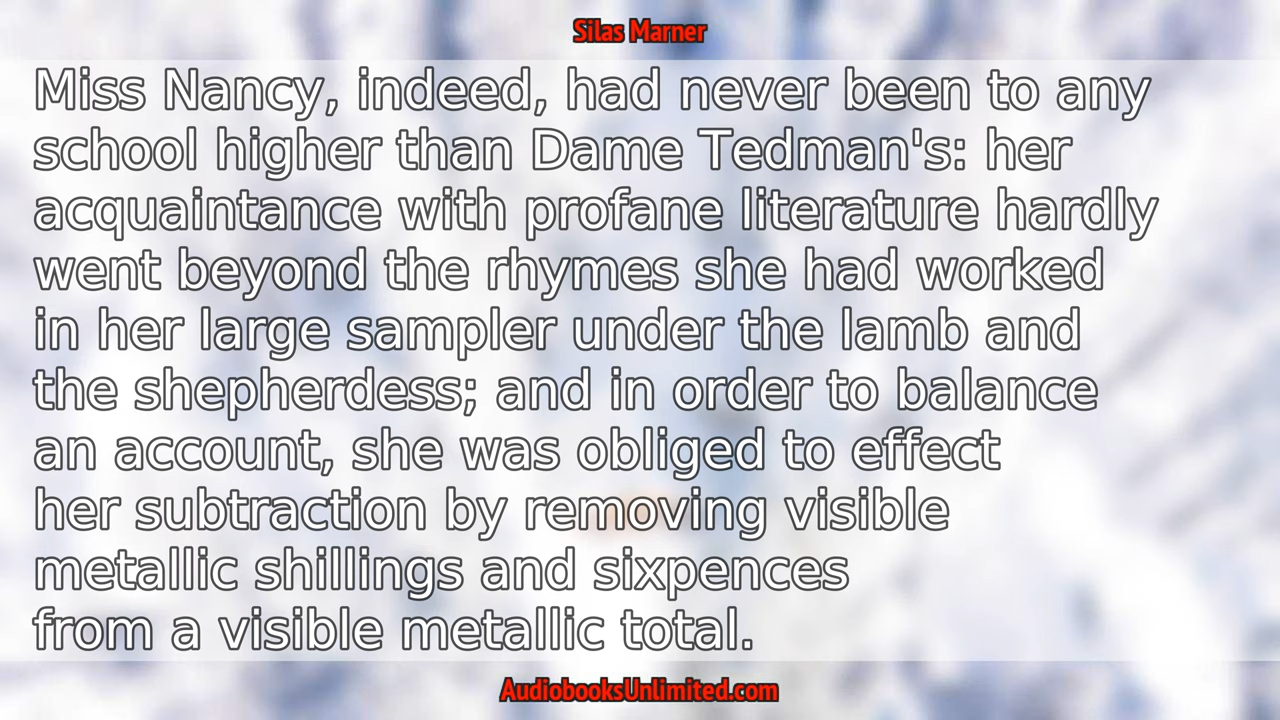 Silas Marner
Miss Nancy, indeed, had never been to any
school higher than Dame Tedman's: her
acquaintance with profane literature hardly
went beyond the rhymes she had worked
in her large sampler under the lamb and
the shepherdess; and in order to balance
an account, she was obliged to effect
her subtraction by removing visible
metallic shillings and sixpences
from a visible metallic total.
AudiobooksUnlimited.com